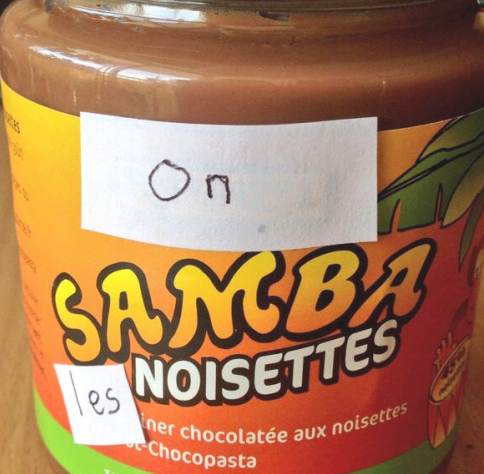 On
SAMBA
les NOISETTES
iner chocolatée aux noisettes
-Chocopasta